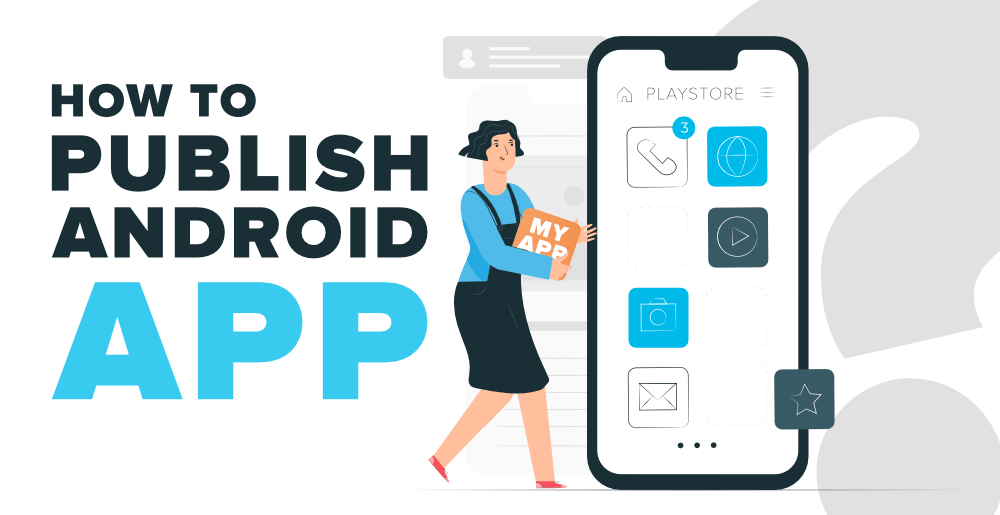 HOW TO
PUBLISH
ANDROID
APP
MY
APP
PLAYSTORE
3